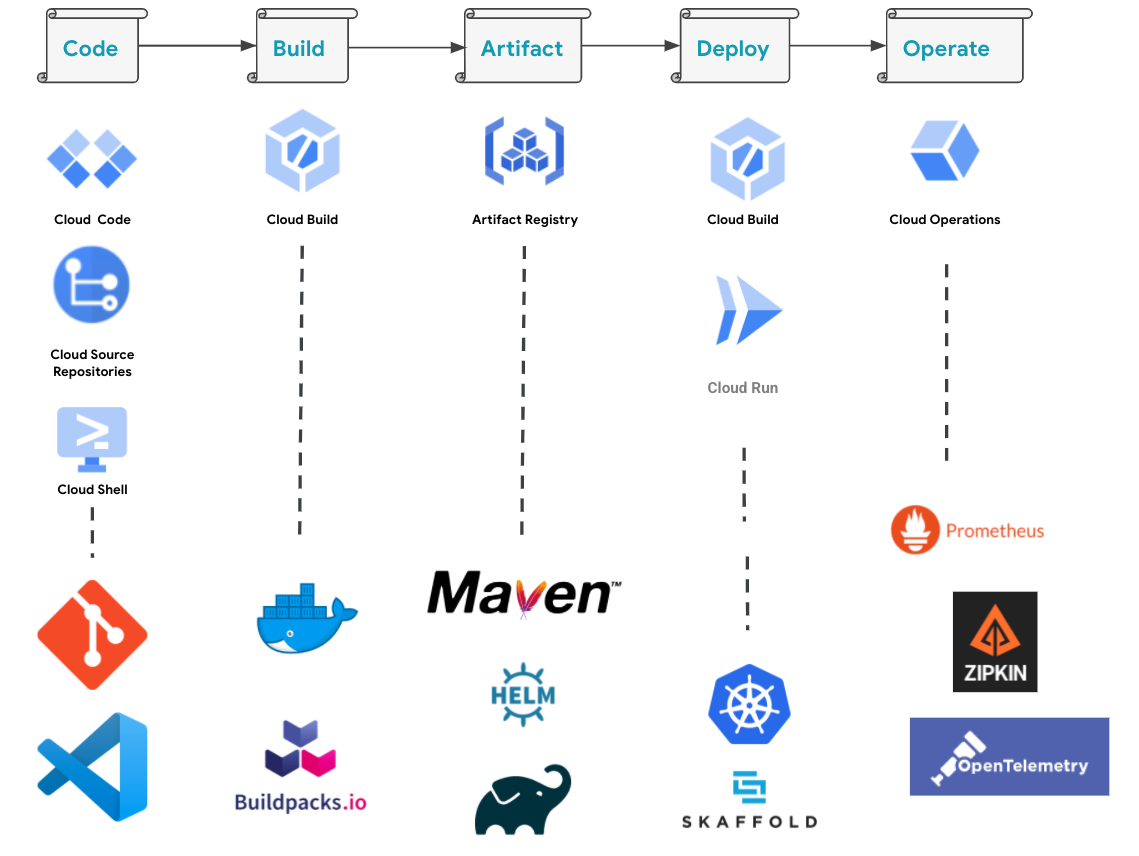 Code
Build
Artifact
Deploy
Operate
Cloud Code
Cloud Build
Artifact Registry
Cloud Build
Cloud Operations
Cloud Source
Repositories
Cloud Run
Cloud Shell
Prometheus
Maven™
ZIPKIN
HELM
OpenTelemetry
Buildpacks.io
SKAFFOLD